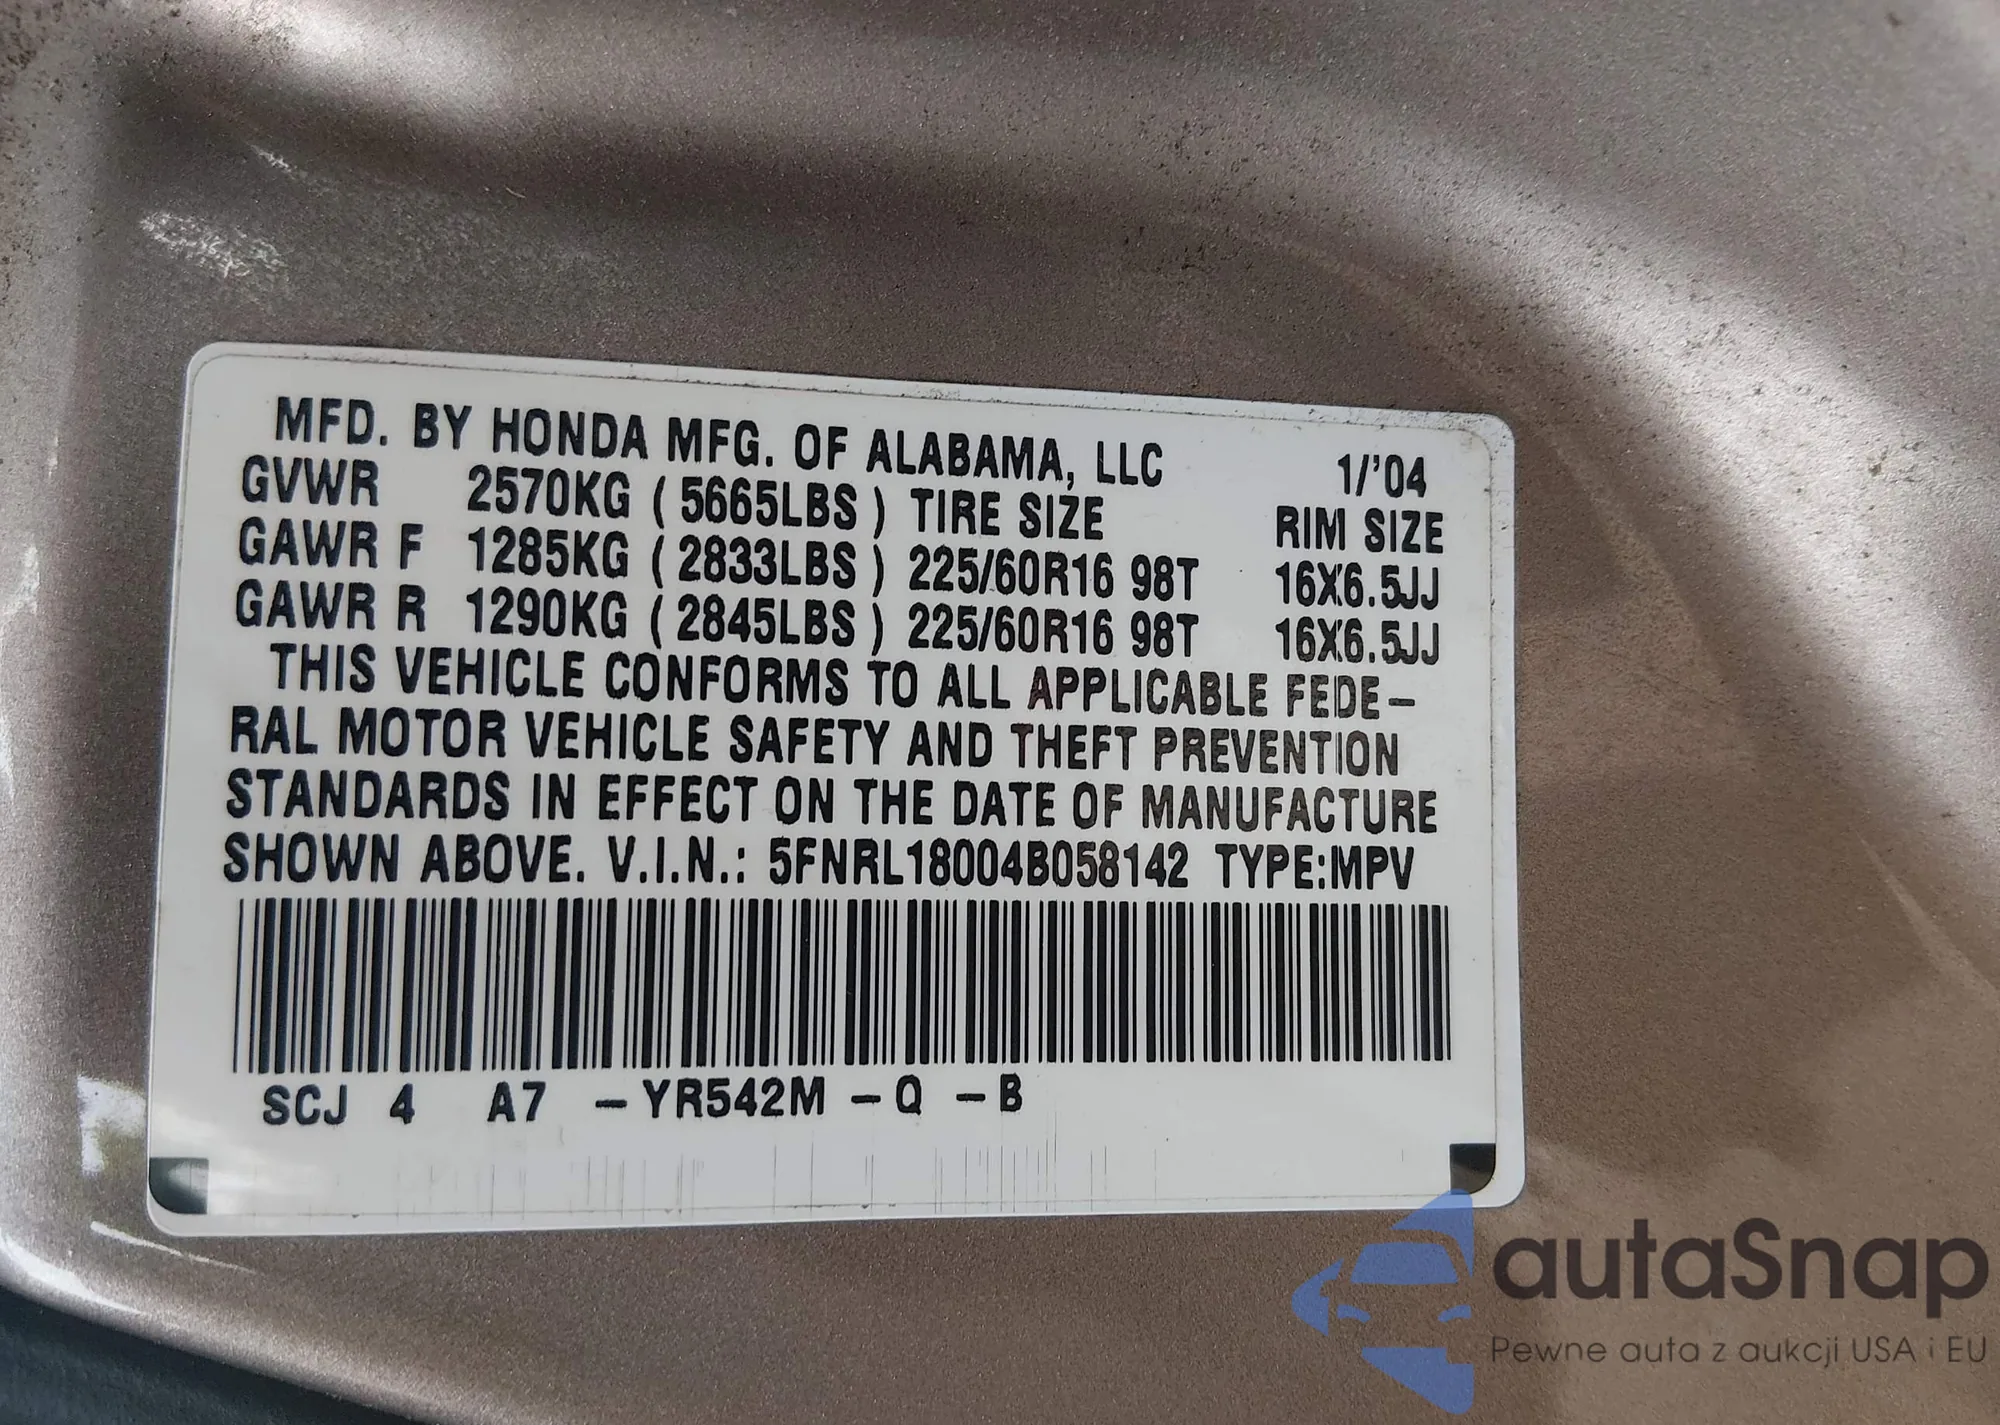 MFD. BY HONDA MFG. OF ALABAMA, LLC 1/'04
GVWR 2570KG ( 5665LBS ) TIRE SIZE RIM SIZE
GAWR F 1285KG ( 2833LBS ) 225/60R16 98T 16X6.5JJ
GAWR R 1290KG ( 2845LBS ) 225/60R16 98T 16X6.5JJ
THIS VEHICLE CONFORMS TO ALL APPLICABLE FEDE-
RAL MOTOR VEHICLE SAFETY AND THEFT PREVENTION
STANDARDS IN EFFECT ON THE DATE OF MANUFACTURE
SHOWN ABOVE. V.I.N.: 5FNRL18004B058142 TYPE:MPV
SCJ 4 A7 -YR542M -Q -B
autaSnap
Pewne auta z aukcji USA i EU